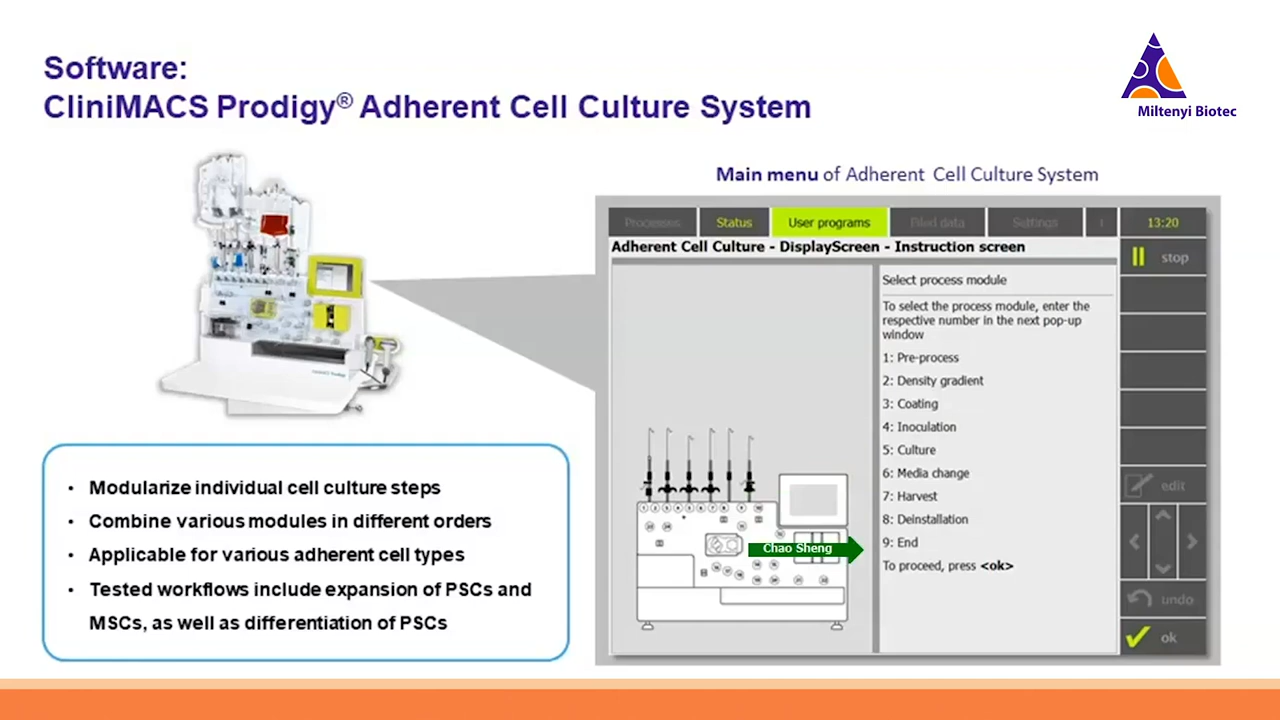 Software:
CliniMACS Prodigy® Adherent Cell Culture System
Miltenyi Biotec
Main menu of Adherent Cell Culture System
Processes
Status
User programs
Filed data
Settings
13:20
Adherent Cell Culture - DisplayScreen - Instruction screen
stop
Select process module
To select the process module, enter the
respective number in the next pop-up
window
1: Pre-process
2: Density gradient
3: Coating
4: Inoculation
5: Culture
6: Media change
7: Harvest
8: Deinstallation
9: End
To proceed, press <ok>
edit
undo
ok
Chao Sheng
• Modularize individual cell culture steps
• Combine various modules in different orders
• Applicable for various adherent cell types
• Tested workflows include expansion of PSCs and
MSCs, as well as differentiation of PSCs